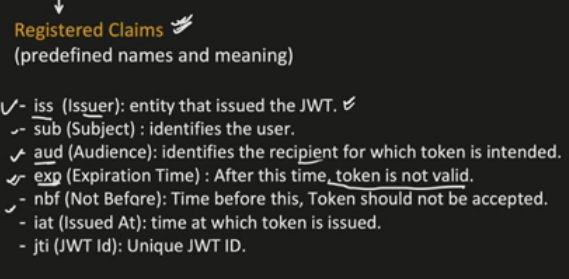 Registered Claims
(predefined names and meaning)
- iss (Issuer): entity that issued the JWT.
- sub (Subject) : identifies the user.
- aud (Audience): identifies the recipient for which token is intended.
- exp (Expiration Time) : After this time, token is not valid.
- nbf (Not Before): Time before this, Token should not be accepted.
- iat (Issued At): time at which token is issued.
- jti (JWT Id): Unique JWT ID.